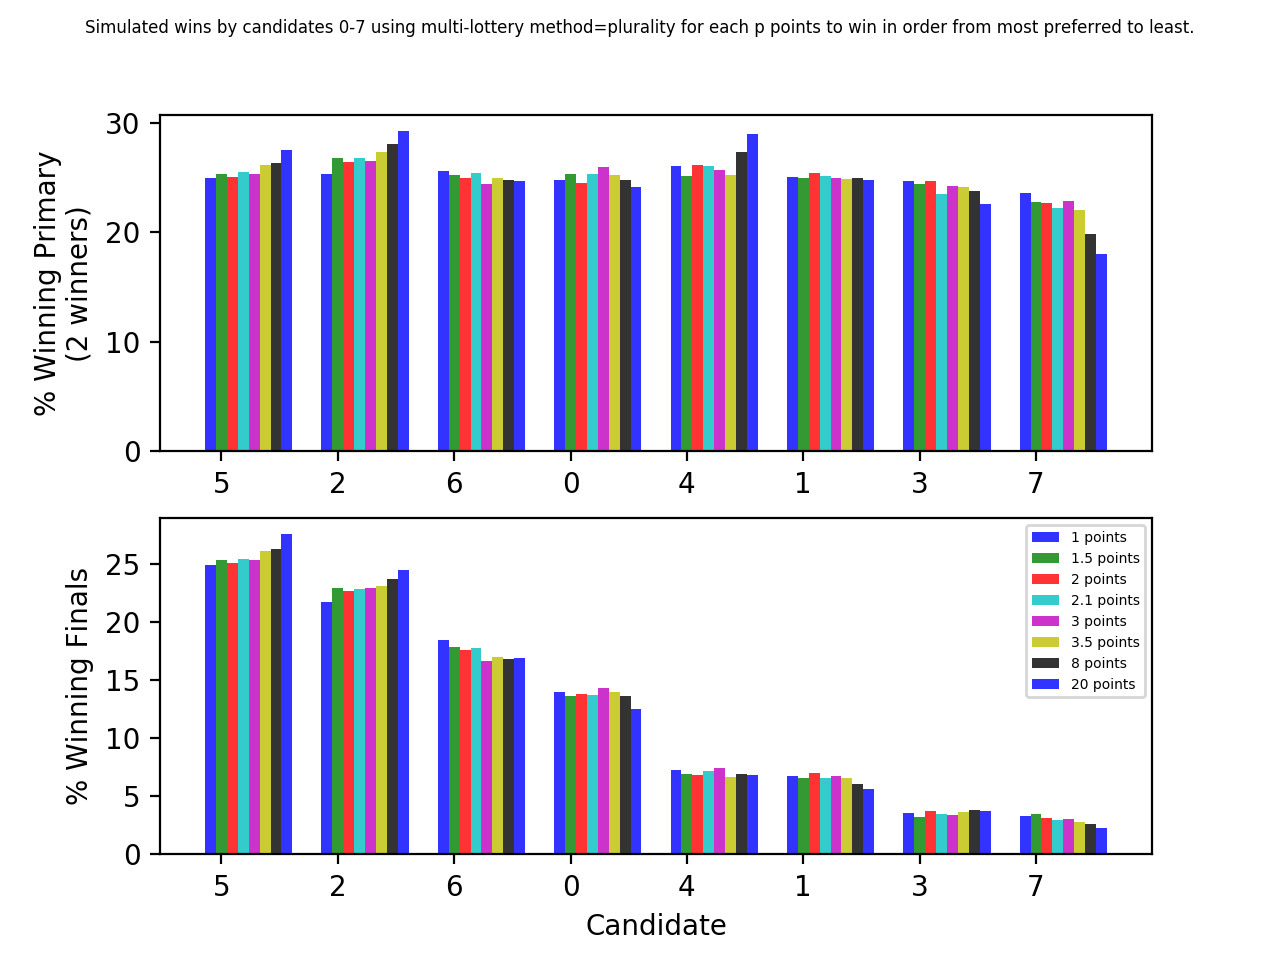 Simulated wins by candidates 0-7 using multi-lottery method=plurality for each p points to win in order from most preferred to least.
% Winning Primary
(2 winners)
30
20
10
0
5 2 6 0 4 1 3 7
% Winning Finals
25
20
15
10
5
0
1 points
1.5 points
2 points
2.1 points
3 points
3.5 points
8 points
20 points
5 2 6 0 4 1 3 7
Candidate